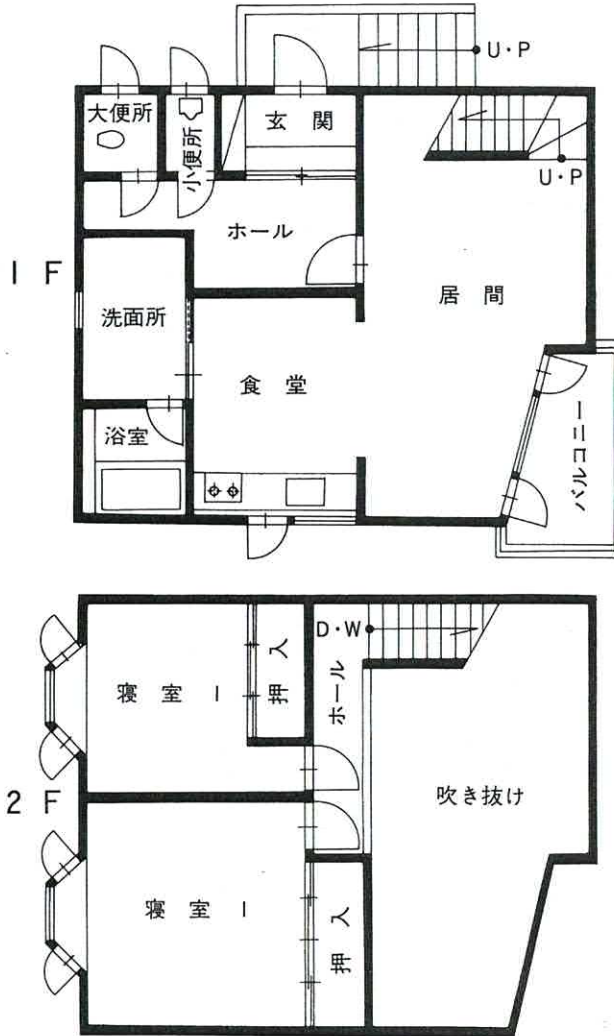 U・P
大便所
小便所
玄関
U・P
ホール
1F
居間
洗面所
食堂
浴室
バルコニー
D・W
押入
ホール
寝室1
2F
吹き抜け
寝室1
押入